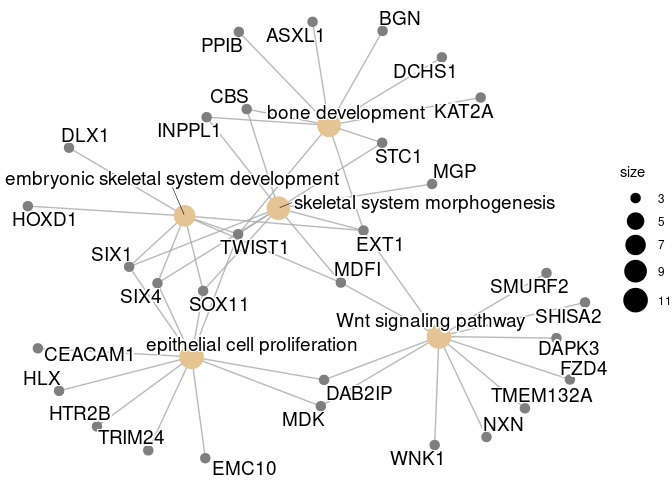 BGN
ASXL1
PPIB
DCHS1
CBS
bone development
KAT2A
INPPL1
DLX1
STC1
MGP
embryonic skeletal system development
skeletal system morphogenesis
HOXD1
TWIST1
EXT1
SIX1
MDFI
SMURF2
SIX4
SOX11
SHISA2
Wnt signaling pathway
epithelial cell proliferation
DAPK3
CEACAM1
FZD4
HLX
DAB2IP
TMEM132A
HTR2B
MDK
NXN
TRIM24
WNK1
EMC10
size
3
5
7
9
11